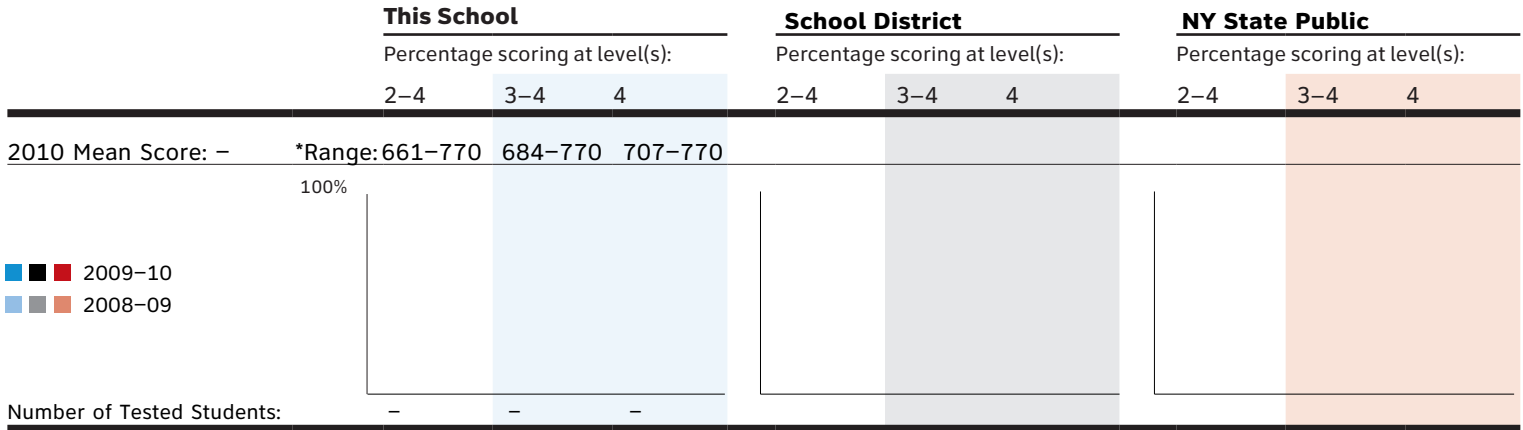 This School School District NY State Public
Percentage scoring at level(s): Percentage scoring at level(s): Percentage scoring at level(s):
2–4 3–4 4 2–4 3–4 4 2–4 3–4 4
2010 Mean Score: – *Range: 661–770 684–770 707–770
100%
2009–10
2008–09
Number of Tested Students: – – –